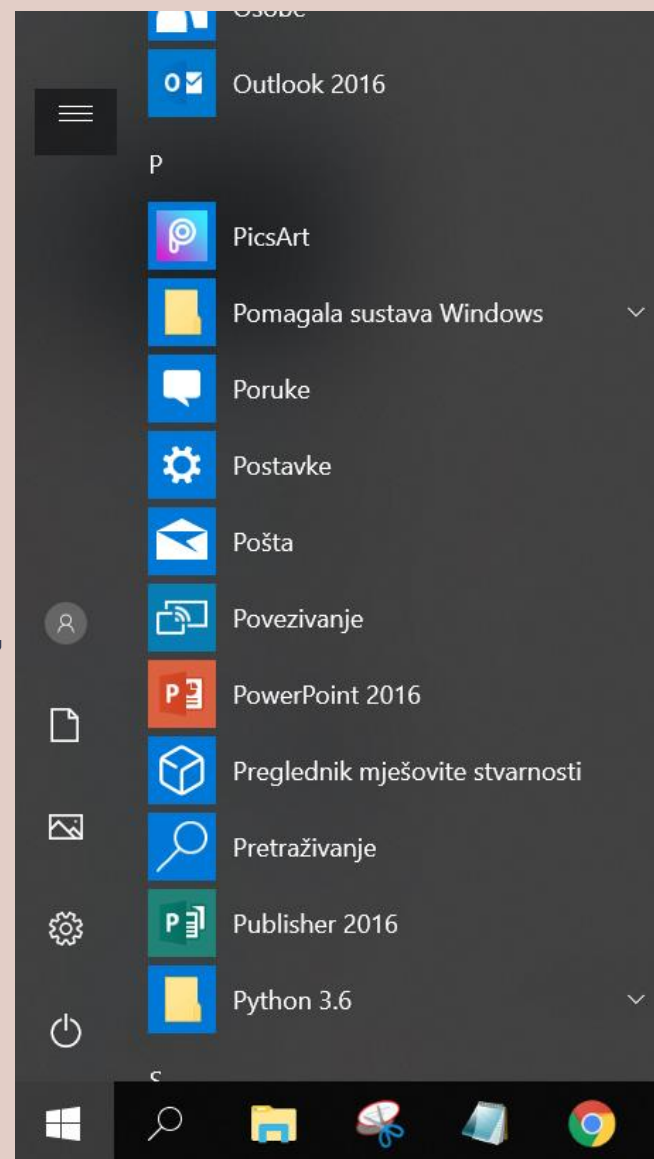 Osobe
Outlook 2016
P
PicsArt
Pomagala sustava Windows
Poruke
Postavke
Pošta
Povezivanje
PowerPoint 2016
Preglednik mješovite stvarnosti
Pretraživanje
Publisher 2016
Python 3.6
S